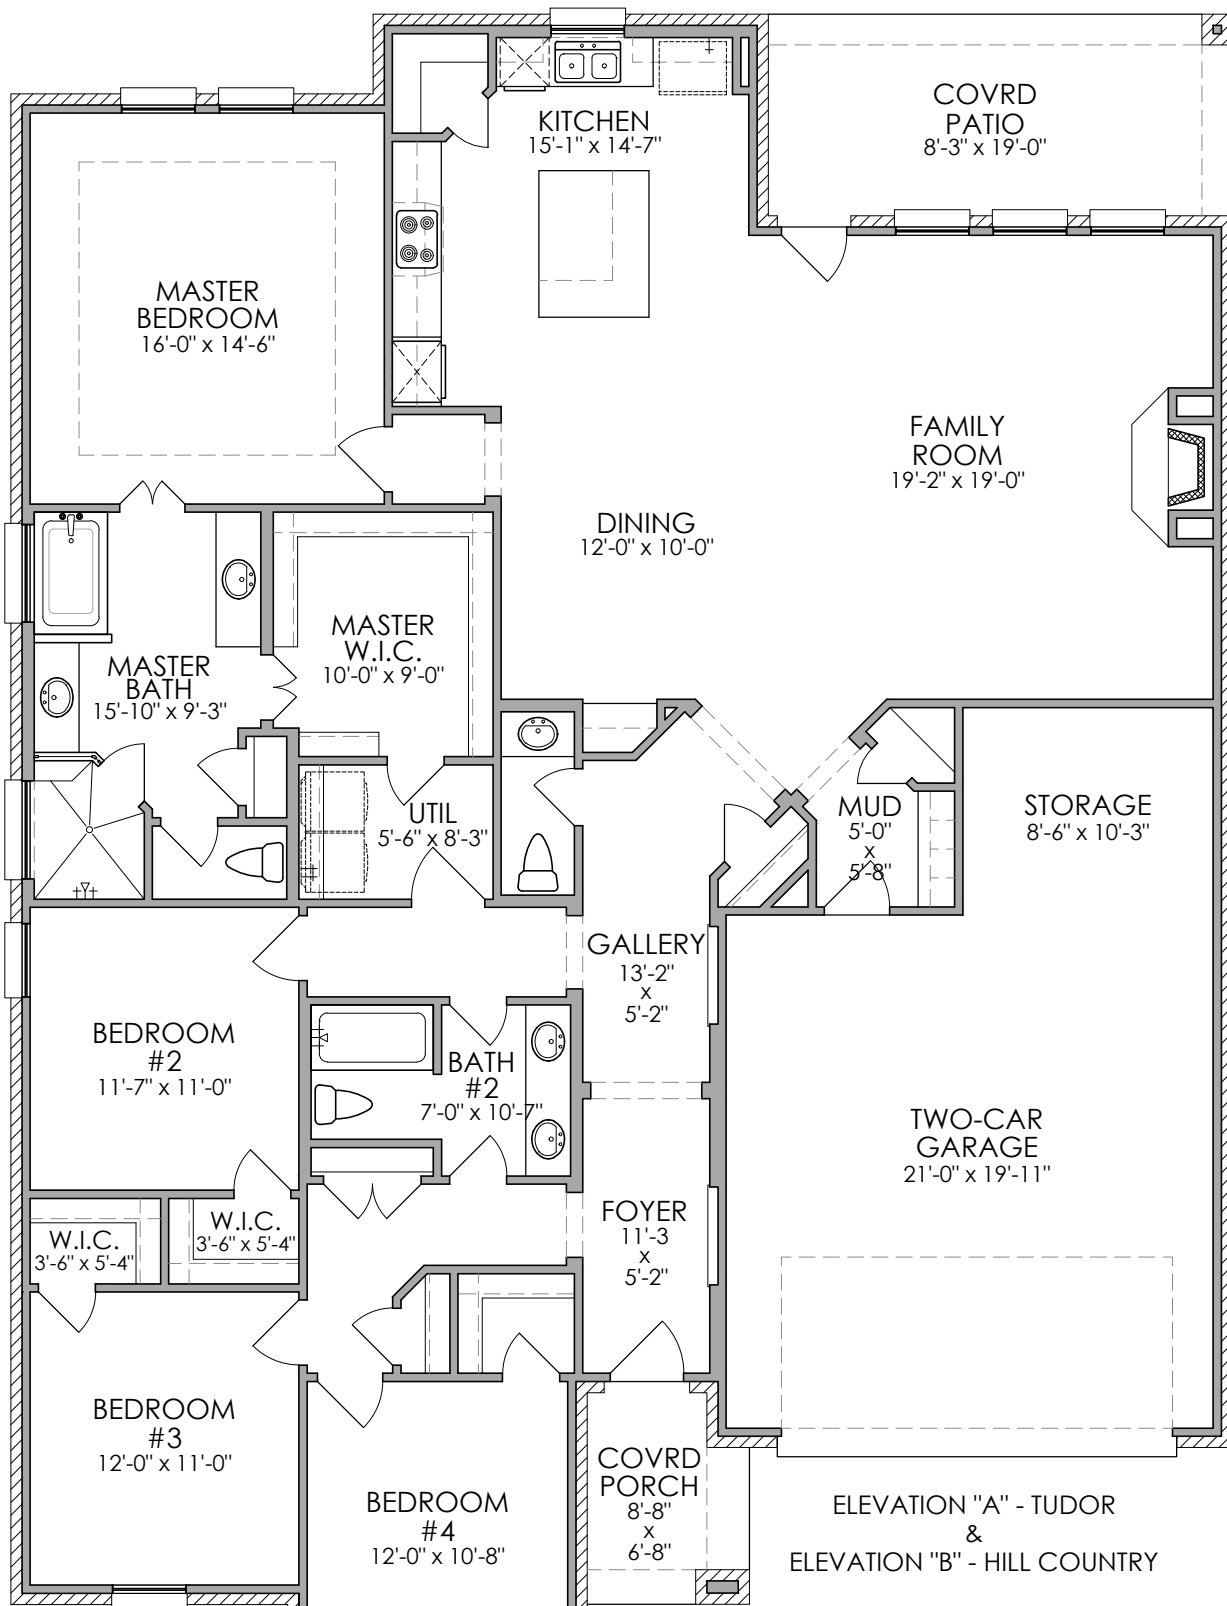 KITCHEN
15'-1" x 14'-7"
COVRD
PATIO
8'-3" x 19'-0"
MASTER
BEDROOM
16'-0" x 14'-6"
FAMILY
ROOM
19'-2" x 19'-0"
DINING
12'-0" x 10'-0"
MASTER
W.I.C.
10'-0" x 9'-0"
MASTER
BATH
15'-10" x 9'-3"
UTIL
5'-6" x 8'-3"
MUD
5'-0"
x
5'-8"
STORAGE
8'-6" x 10'-3"
GALLERY
13'-2"
x
5'-2"
BEDROOM
#2
11'-7" x 11'-0"
BATH
#2
7'-0" x 10'-7"
TWO-CAR
GARAGE
21'-0" x 19'-11"
W.I.C.
3'-6" x 5'-4"
W.I.C.
3'-6" x 5'-4"
FOYER
11'-3
x
5'-2"
BEDROOM
#3
12'-0" x 11'-0"
BEDROOM
#4
12'-0" x 10'-8"
COVRD
PORCH
8'-8"
x
6'-8"
ELEVATION "A" - TUDOR
&
ELEVATION "B" - HILL COUNTRY